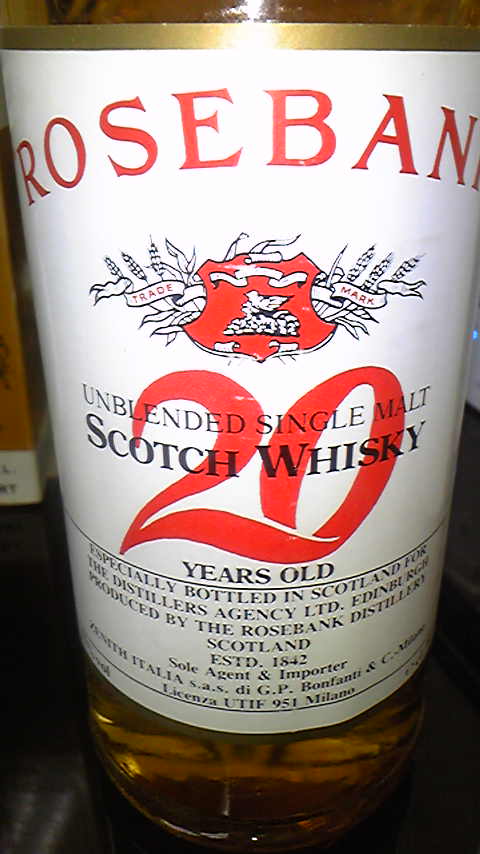 ROSEBAN
TRADE MARK
20
UNBLENDED SINGLE MALT
SCOTCH WHISKY
YEARS OLD
ESPECIALLY BOTTLED IN SCOTLAND FOR
THE DISTILLERS AGENCY LTD. EDINBURGH
PRODUCED BY THE ROSEBANK DISTILLERY
SCOTLAND
ESTD. 1842
Sole Agent & Importer
ZENITH ITALIA s.a.s. di G.P. Bonfanti & C.-Milano
Licenza UTIF 951 Milano